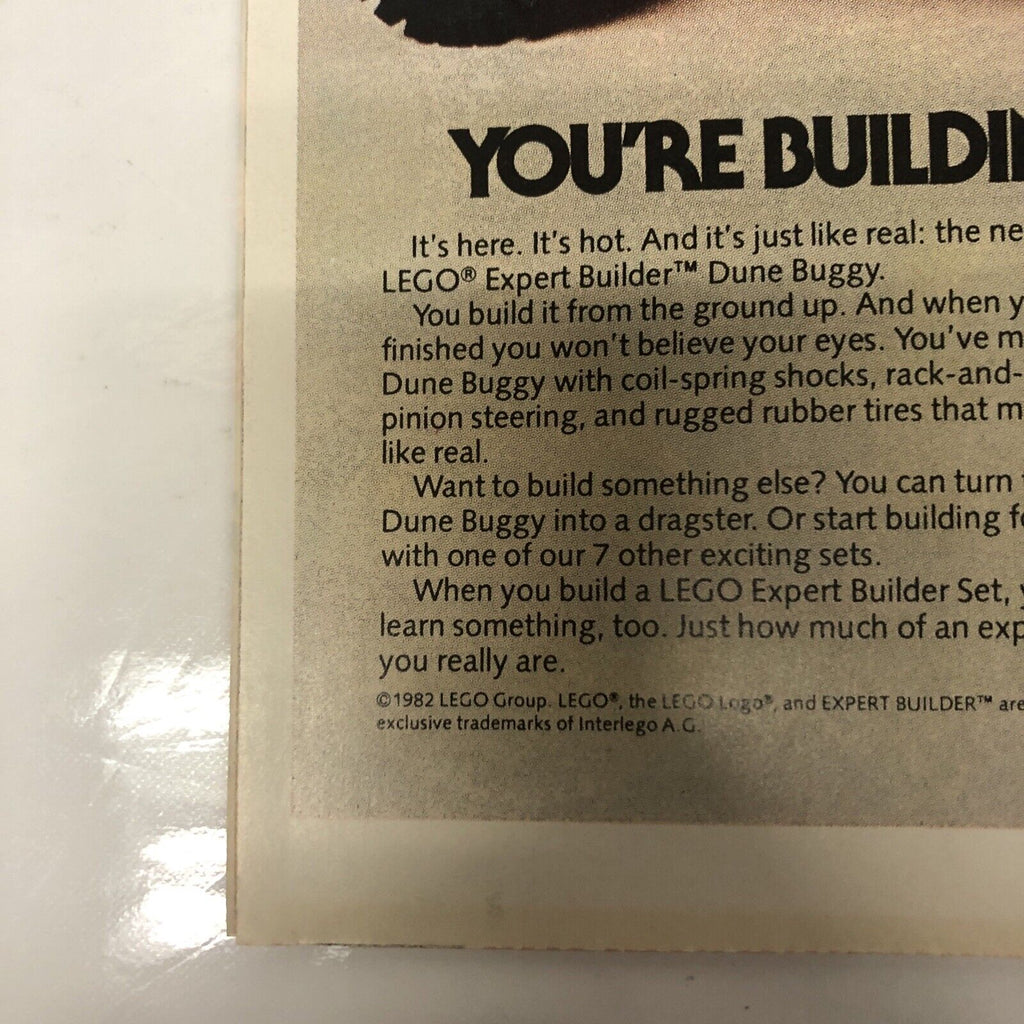 YOU'RE BUILDI
It's here. It's hot. And it's just like real: the ne
LEGO® Expert Builder™ Dune Buggy.
You build it from the ground up. And when y
finished you won't believe your eyes. You've m
Dune Buggy with coil-spring shocks, rack-and-
pinion steering, and rugged rubber tires that m
like real.
Want to build something else? You can turn
Dune Buggy into a dragster. Or start building fo
with one of our 7 other exciting sets.
When you build a LEGO Expert Builder Set, y
learn something, too. Just how much of an exp
you really are.
©1982 LEGO Group. LEGO®, the LEGO Logo®, and EXPERT BUILDER™ are
exclusive trademarks of Interlego A.G.